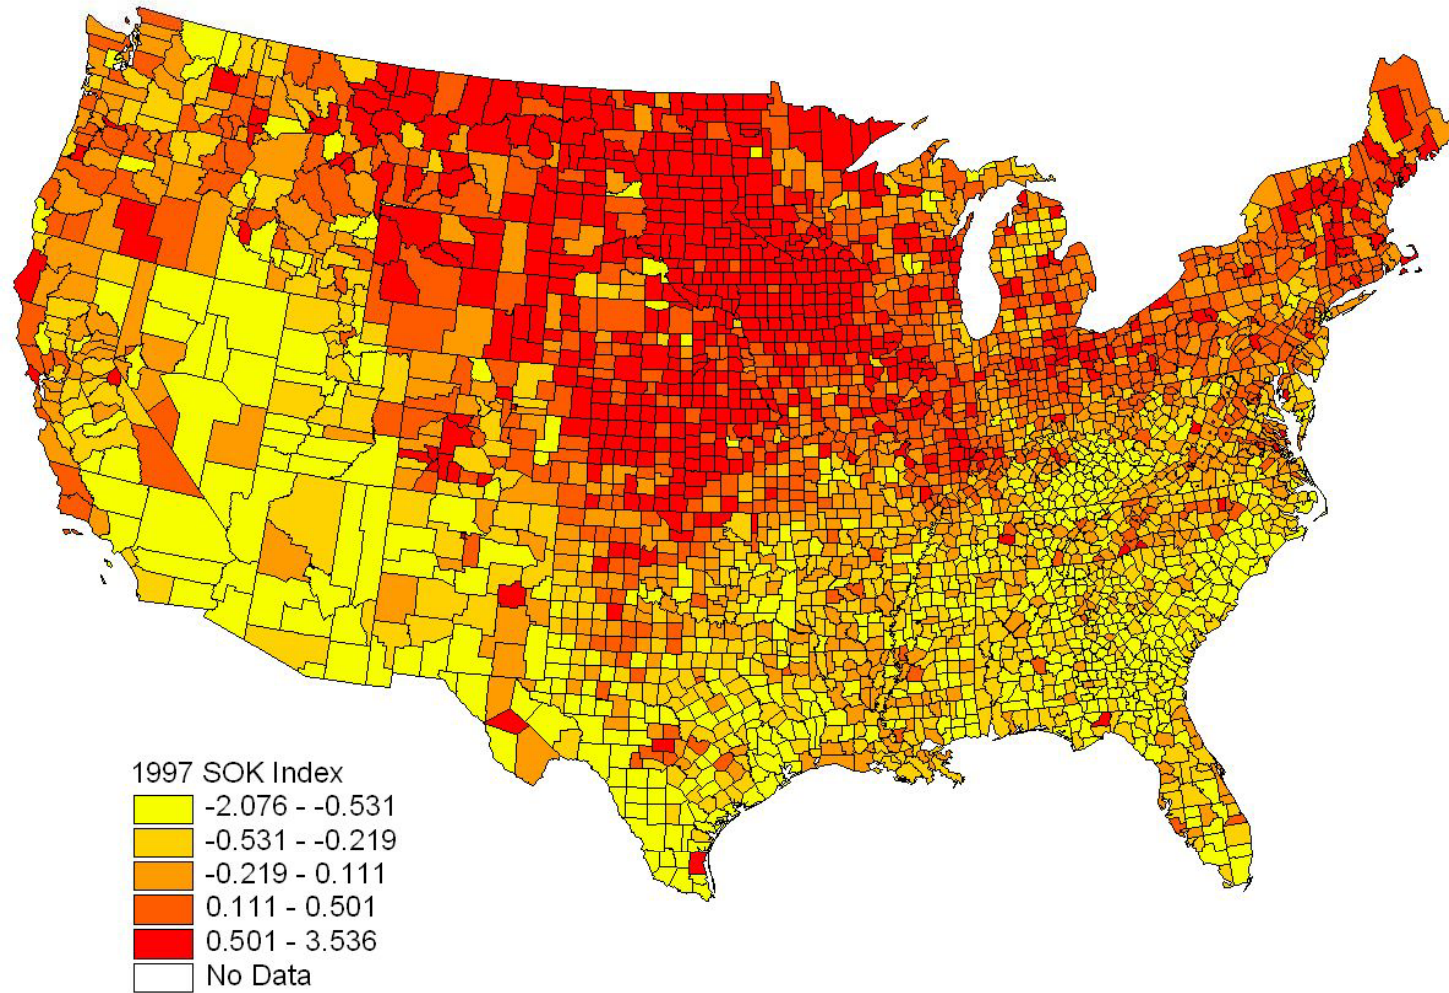 1997 SOK Index
-2.076 - -0.531
-0.531 - -0.219
-0.219 - 0.111
0.111 - 0.501
0.501 - 3.536
No Data